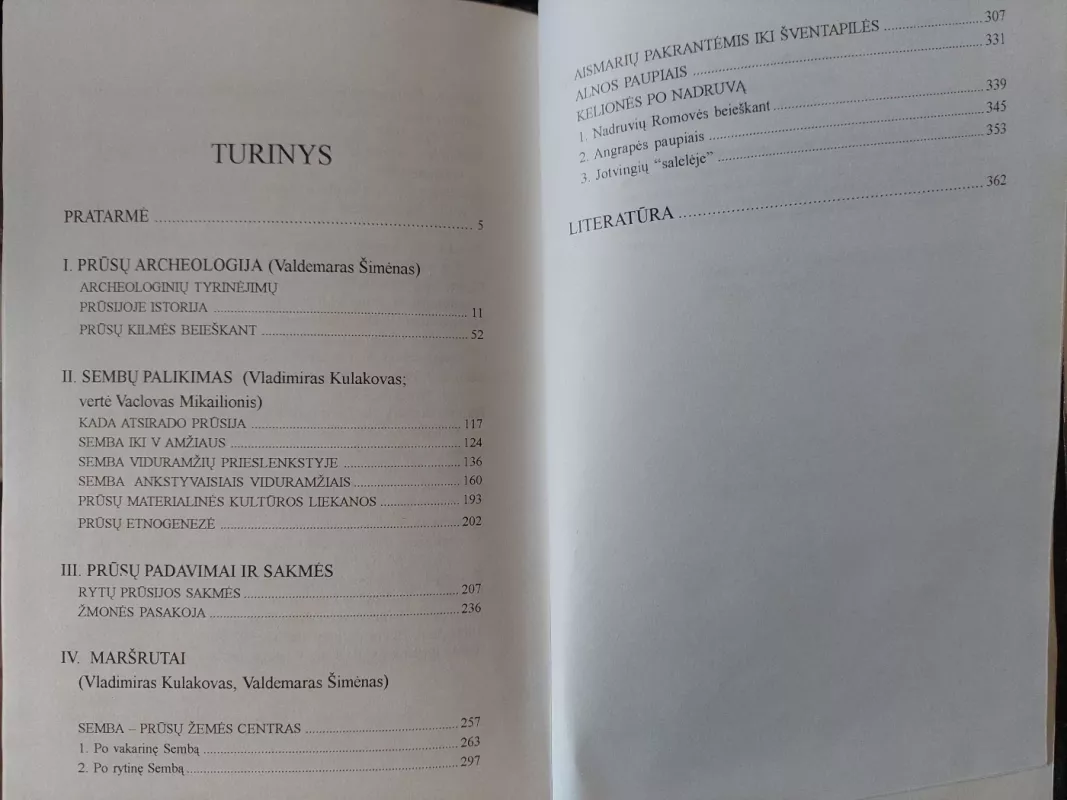 TURINYS
PRATARMĖ ........ 5
I. PRŪSŲ ARCHEOLOGIJA (Valdemaras Šimėnas)
ARCHEOLOGINIŲ TYRINĖJIMŲ
PRŪSIJOJE ISTORIJA ........ 11
PRŪSŲ KILMĖS BEIEŠKANT ........ 52
II. SEMBŲ PALIKIMAS (Vladimiras Kulakovas;
vertė Vaclovas Mikailionis)
KADA ATSIRADO PRŪSIJA ........ 117
SEMBA IKI V AMŽIAUS ........ 124
SEMBA VIDURAMŽIŲ PRIESLENKSTYJE ........ 136
SEMBA ANKSTYVAISIAIS VIDURAMŽIAIS ........ 160
PRŪSŲ MATERIALINĖS KULTŪROS LIEKANOS ........ 193
PRŪSŲ ETNOGENEZĖ ........ 202
III. PRŪSŲ PADAVIMAI IR SAKMĖS
RYTŲ PRŪSIJOS SAKMĖS ........ 207
ŽMONĖS PASAKOJA ........ 236
IV. MARŠRUTAI
(Vladimiras Kulakovas, Valdemaras Šimėnas)
SEMBA – PRŪSŲ ŽEMĖS CENTRAS ........ 257
1. Po vakarinę Sembą ........ 263
2. Po rytinę Sembą ........ 297
AISMARIŲ PAKRANTĖMIS IKI ŠVENTAPILĖS ........ 307
ALNOS PAUPIAIS ........ 331
KELIONĖS PO NADRUVĄ
1. Nadruvių Romovės beieškant ........ 339
2. Angrapės paupiais ........ 345
3. Jotvingių “salelėje” ........ 353
LITERATŪRA ........ 362